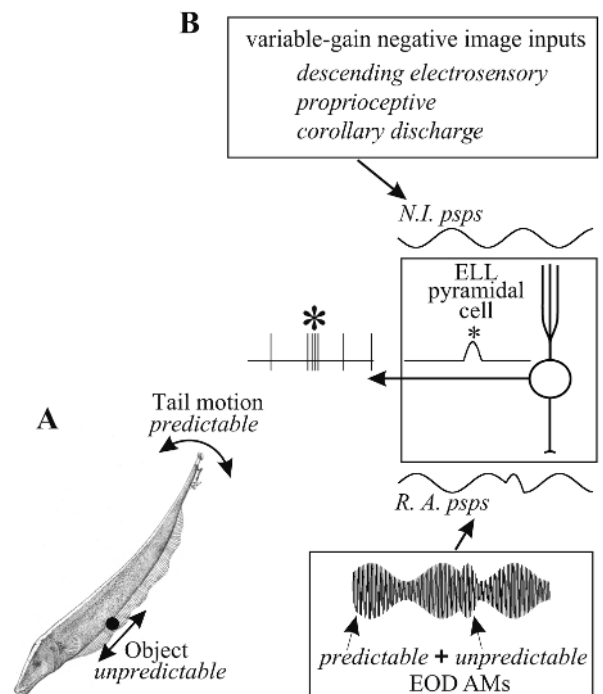 B
variable-gain negative image inputs
descending electrosensory
proprioceptive
corollary discharge
N.I. psps
ELL
pyramidal
cell
*
*
A
Tail motion
predictable
Object
unpredictable
R. A. psps
predictable + unpredictable
EOD AMs